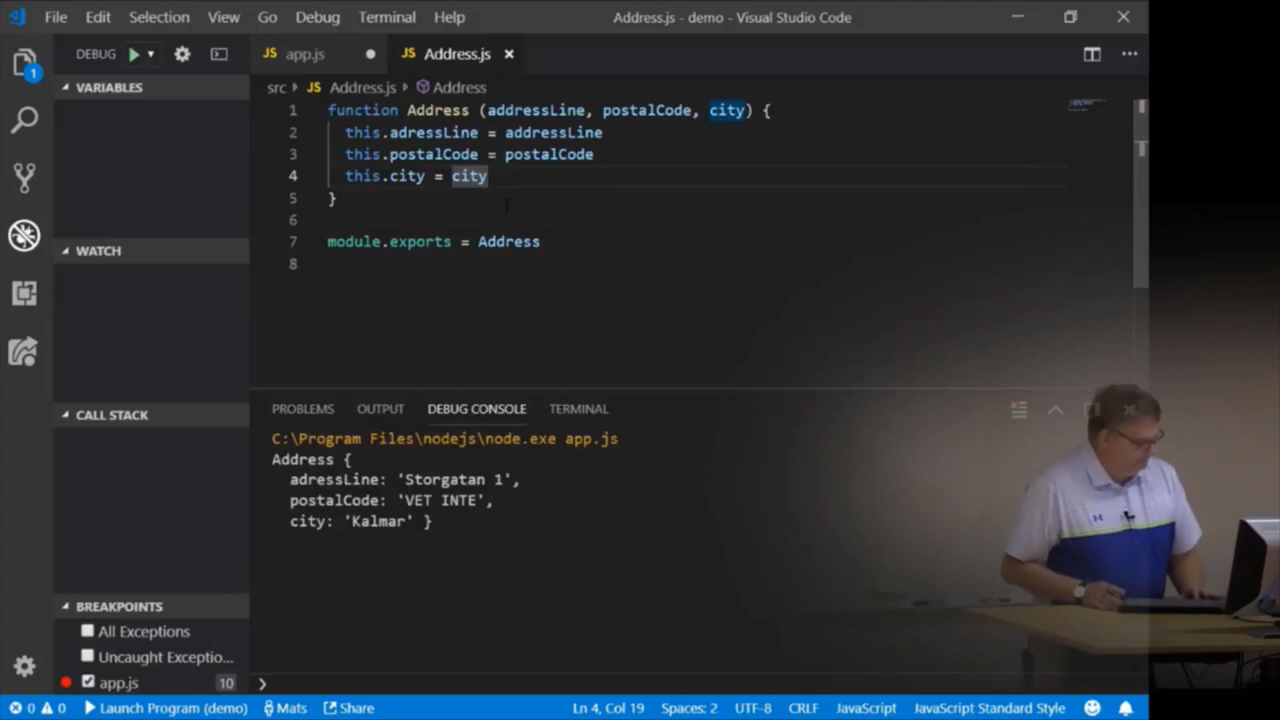 File Edit Selection View Go Debug Terminal Help
Address.js - demo - Visual Studio Code
DEBUG
JS app.js
JS Address.js
1
VARIABLES
src JS Address.js Address
1 function Address (addressLine, postalCode, city) {
2 this.adressLine = addressLine
3 this.postalCode = postalCode
4 this.city = city
5 }
6
7 module.exports = Address
8
WATCH
CALL STACK
PROBLEMS OUTPUT DEBUG CONSOLE TERMINAL
C:\Program Files\nodejs\node.exe app.js
Address {
adressLine: 'Storgatan 1',
postalCode: 'VET INTE',
city: 'Kalmar' }
BREAKPOINTS
All Exceptions
Uncaught Exceptio...
app.js 10
0 0 Launch Program (demo) Mats Share Ln 4, Col 19 Spaces: 2 UTF-8 CRLF JavaScript JavaScript Standard Style